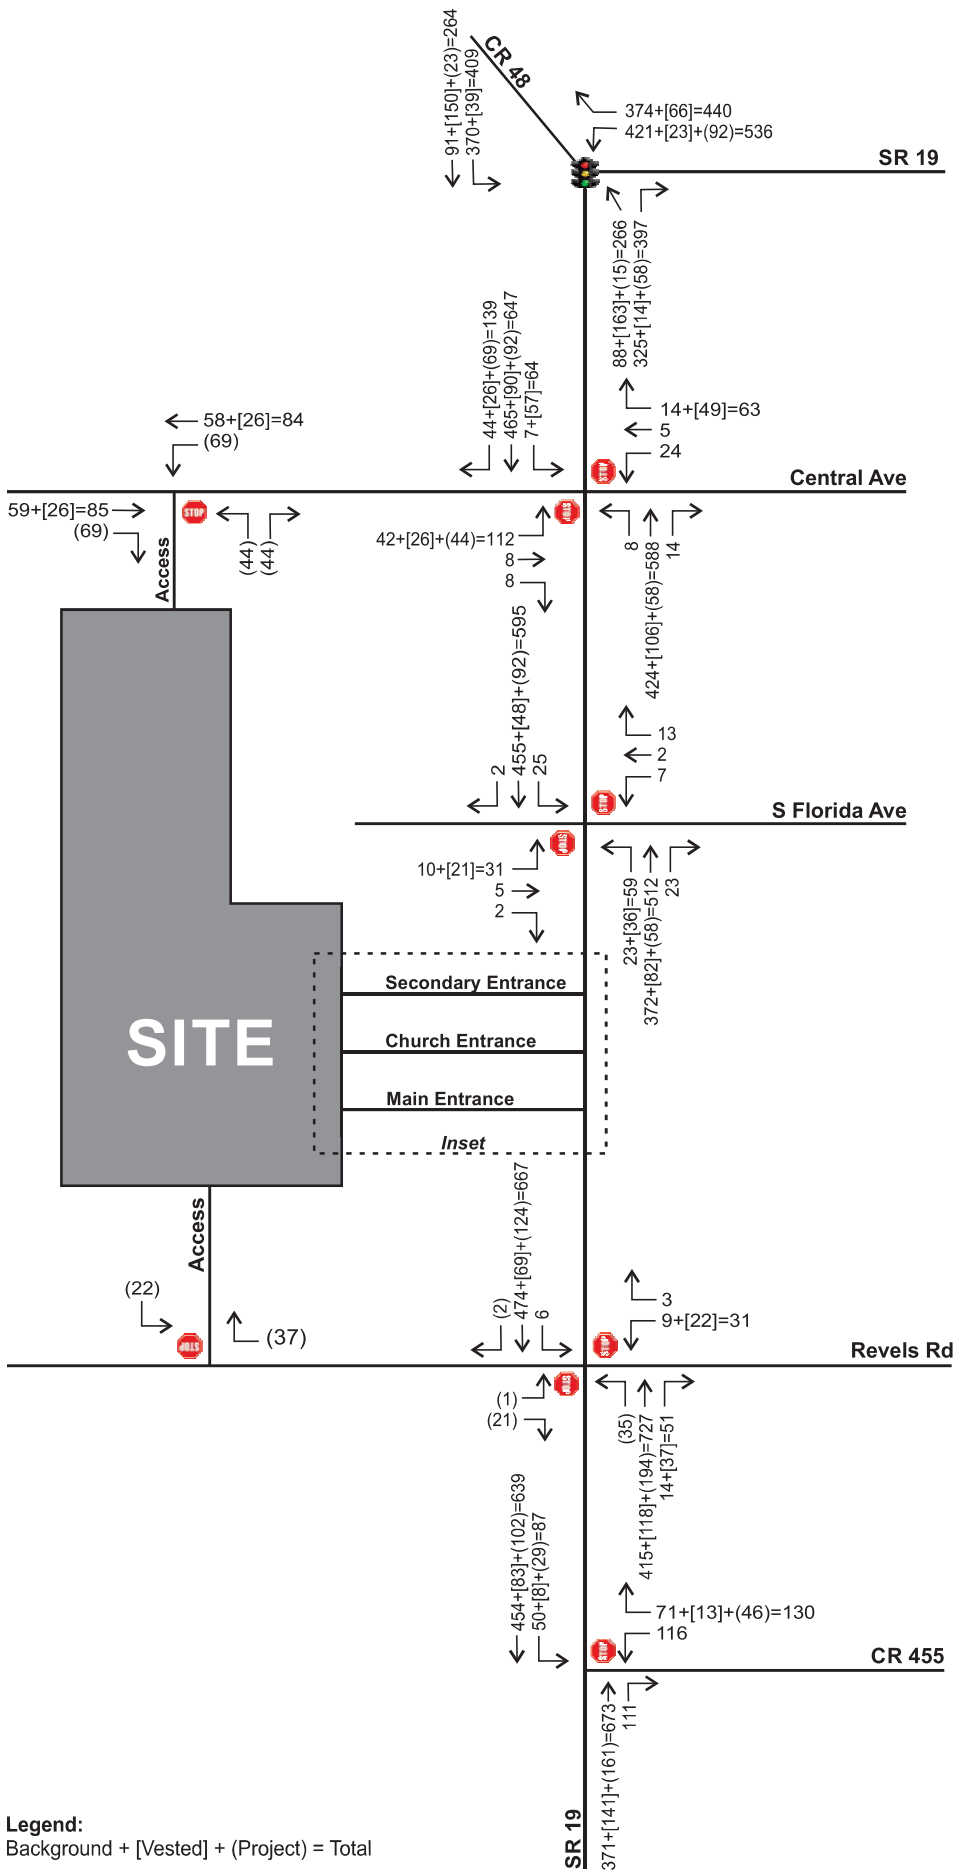 91+[150]+(23)=264
370+[39]=409
CR 48
374+[66]=440
421+[23]+(92)=536
SR 19
88+[163]+(15)=266
325+[14]+(58)=397
44+[26]+(69)=139
465+[90]+(92)=647
7+[57]=64
58+[26]=84
(69)
14+[49]=63
5
24
STOP
Central Ave
59+[26]=85
(69)
STOP
(44)
(44)
Access
STOP
42+[26]+(44)=112
8
8
8
424+[106]+(58)=588
14
2
455+[48]+(92)=595
25
13
2
7
STOP
S Florida Ave
STOP
10+[21]=31
5
2
23+[36]=59
372+[82]+(58)=512
23
Secondary Entrance
SITE
Church Entrance
Main Entrance
Inset
Access
(22)
STOP
(37)
(2)
474+[69]+(124)=667
6
3
9+[22]=31
STOP
Revels Rd
STOP
(1)
(21)
(35)
415+[118]+(194)=727
14+[37]=51
454+[83]+(102)=639
50+[8]+(29)=87
71+[13]+(46)=130
116
STOP
CR 455
371+[141]+(161)=673
111
SR 19
Legend:
Background + [Vested] + (Project) = Total